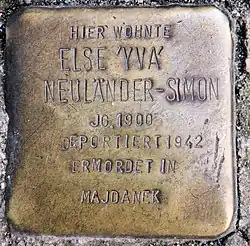 HIER WOHNTE
ELSE 'YVA'
NEULÄNDER-SIMON
JG. 1900
DEPORTIERT 1942
ERMORDET IN
MAJDANEK